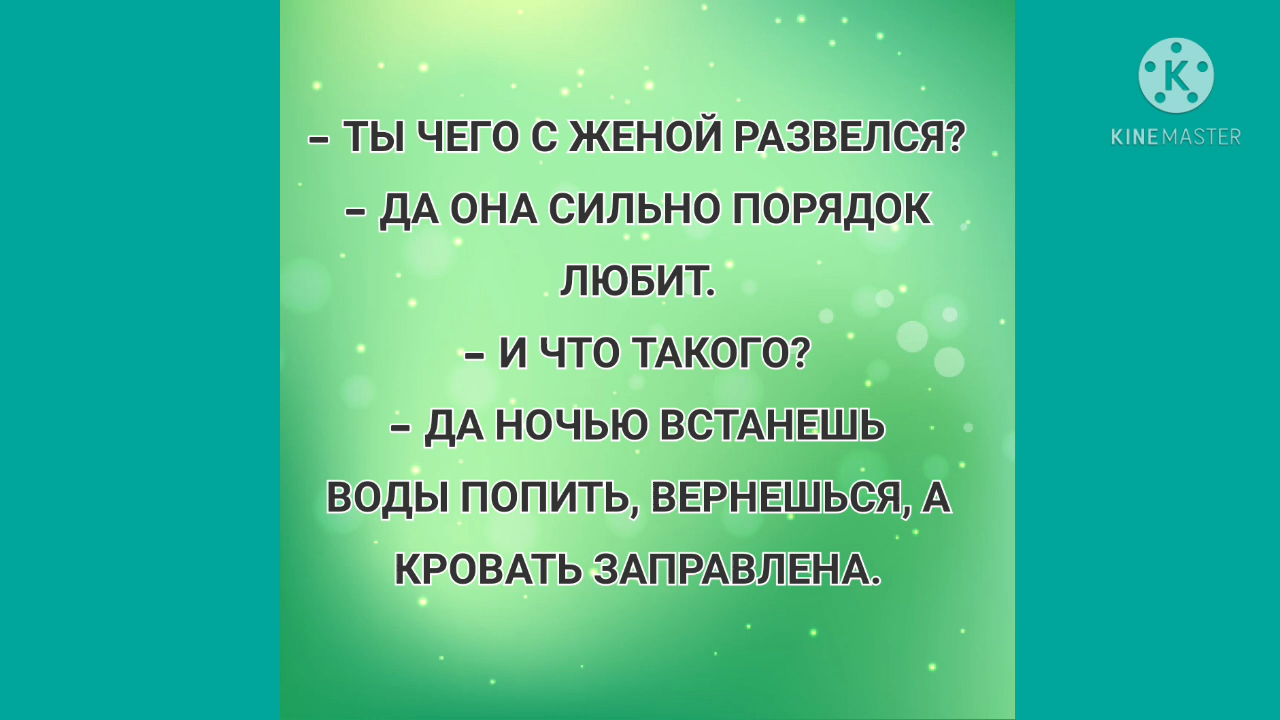 – ТЫ ЧЕГО С ЖЕНОЙ РАЗВЕЛСЯ?
– ДА ОНА СИЛЬНО ПОРЯДОК
ЛЮБИТ.
– И ЧТО ТАКОГО?
– ДА НОЧЬЮ ВСТАНЕШЬ
ВОДЫ ПОПИТЬ, ВЕРНЕШЬСЯ, А
КРОВАТЬ ЗАПРАВЛЕНА.
K
KINEMASTER